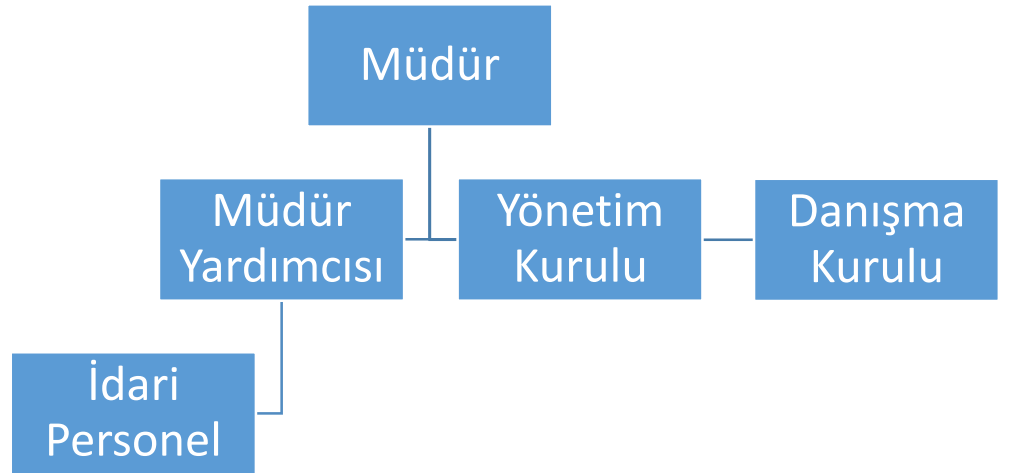 Müdür
Müdür
Yardımcısı
Yönetim
Kurulu
Danışma
Kurulu
İdari
Personel